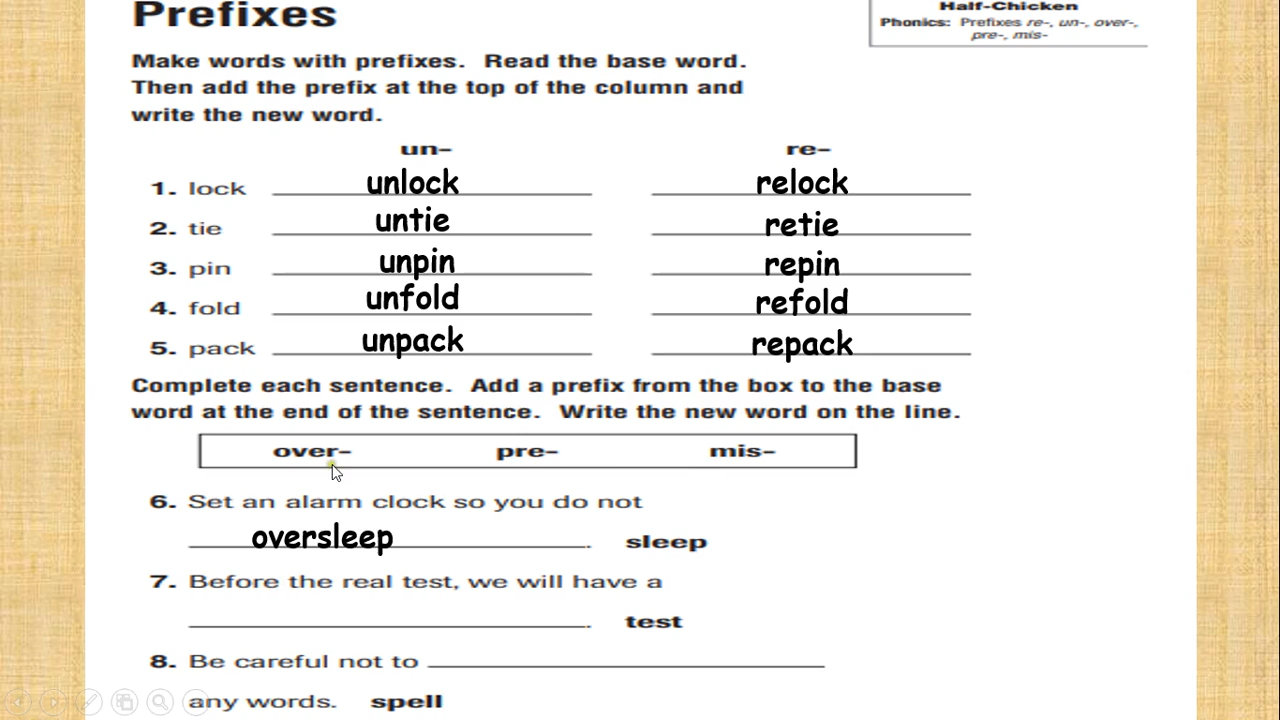 Prefixes
Half-Chicken
Phonics: Prefixes re-, un-, over-,
pre-, mis-
Make words with prefixes. Read the base word.
Then add the prefix at the top of the column and
write the new word.
un- re-
1. lock unlock relock
2. tie untie retie
3. pin unpin repin
4. fold unfold refold
5. pack unpack repack
Complete each sentence. Add a prefix from the box to the base
word at the end of the sentence. Write the new word on the line.
over- pre- mis-
6. Set an alarm clock so you do not
oversleep. sleep
7. Before the real test, we will have a
. test
8. Be careful not to
any words. spell